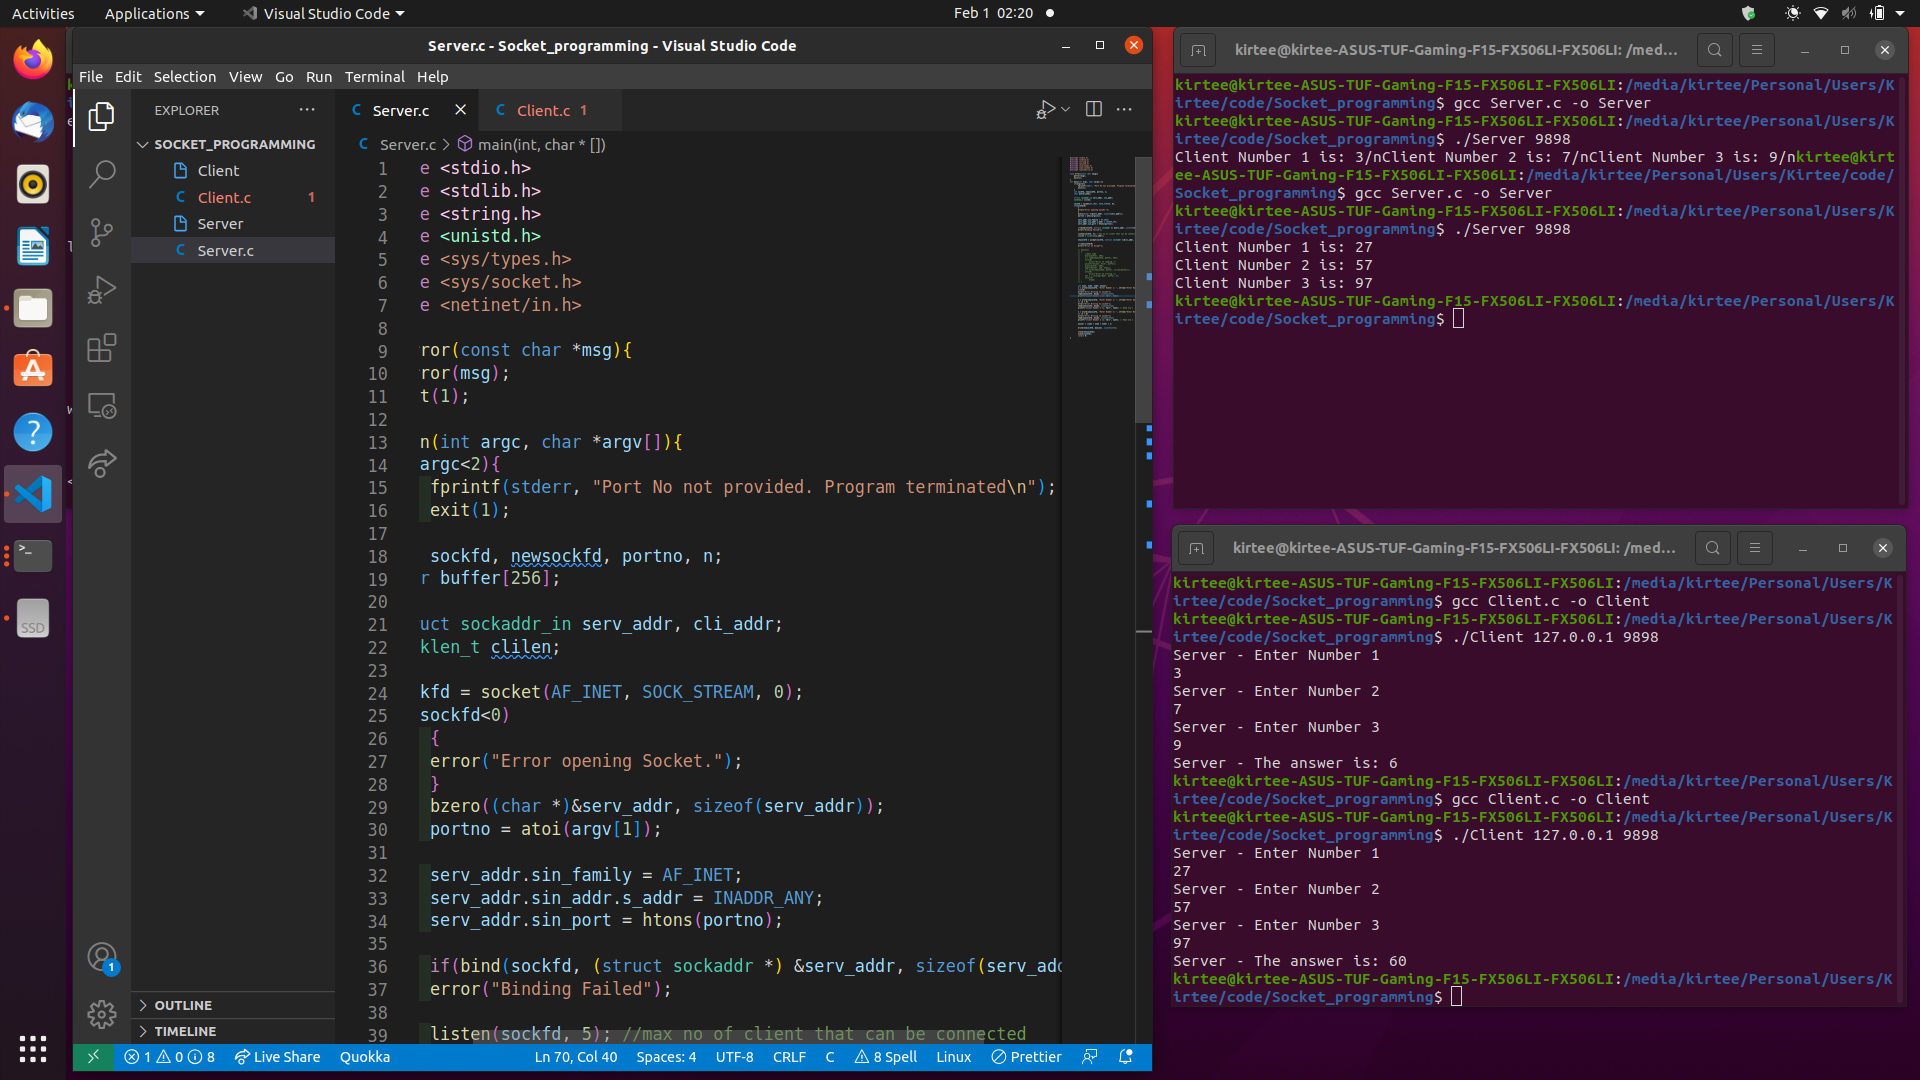 Activities
Applications
Visual Studio Code
Feb 1 02:20
Server.c - Socket_programming - Visual Studio Code
File Edit Selection View Go Run Terminal Help
EXPLORER
SOCKET_PROGRAMMING
Client
Client.c 1
Server
Server.c
OUTLINE
TIMELINE
Server.c
Client.c 1
Server.c > main(int, char * [])
1 e <stdio.h>
2 e <stdlib.h>
3 e <string.h>
4 e <unistd.h>
5 e <sys/types.h>
6 e <sys/socket.h>
7 e <netinet/in.h>
8
9 ror(const char *msg){
10 ror(msg);
11 t(1);
12
13 n(int argc, char *argv[]){
14 argc<2){
15 fprintf(stderr, "Port No not provided. Program terminated\n");
16 exit(1);
17
18 sockfd, newsockfd, portno, n;
19 r buffer[256];
20
21 uct sockaddr_in serv_addr, cli_addr;
22 klen_t clilen;
23
24 kfd = socket(AF_INET, SOCK_STREAM, 0);
25 sockfd<0)
26 {
27 error("Error opening Socket.");
28 }
29 bzero((char *)&serv_addr, sizeof(serv_addr));
30 portno = atoi(argv[1]);
31
32 serv_addr.sin_family = AF_INET;
33 serv_addr.sin_addr.s_addr = INADDR_ANY;
34 serv_addr.sin_port = htons(portno);
35
36 if(bind(sockfd, (struct sockaddr *) &serv_addr, sizeof(serv_add
37 error("Binding Failed");
38
39 listen(sockfd, 5); //max no of client that can be connected
1
1 0 8 Live Share Quokka Ln 70, Col 40 Spaces: 4 UTF-8 CRLF C 8 Spell Linux Prettier
SSD
kirtee@kirtee-ASUS-TUF-Gaming-F15-FX506LI-FX506LI: /med...
kirtee@kirtee-ASUS-TUF-Gaming-F15-FX506LI-FX506LI:/media/kirtee/Personal/Users/K
irtee/code/Socket_programming$ gcc Server.c -o Server
kirtee@kirtee-ASUS-TUF-Gaming-F15-FX506LI-FX506LI:/media/kirtee/Personal/Users/K
irtee/code/Socket_programming$ ./Server 9898
Client Number 1 is: 3/nClient Number 2 is: 7/nClient Number 3 is: 9/nkirtee@kirt
ee-ASUS-TUF-Gaming-F15-FX506LI-FX506LI:/media/kirtee/Personal/Users/Kirtee/code/
Socket_programming$ gcc Server.c -o Server
kirtee@kirtee-ASUS-TUF-Gaming-F15-FX506LI-FX506LI:/media/kirtee/Personal/Users/K
irtee/code/Socket_programming$ ./Server 9898
Client Number 1 is: 27
Client Number 2 is: 57
Client Number 3 is: 97
kirtee@kirtee-ASUS-TUF-Gaming-F15-FX506LI-FX506LI:/media/kirtee/Personal/Users/K
irtee/code/Socket_programming$
kirtee@kirtee-ASUS-TUF-Gaming-F15-FX506LI-FX506LI: /med...
kirtee@kirtee-ASUS-TUF-Gaming-F15-FX506LI-FX506LI:/media/kirtee/Personal/Users/K
irtee/code/Socket_programming$ gcc Client.c -o Client
kirtee@kirtee-ASUS-TUF-Gaming-F15-FX506LI-FX506LI:/media/kirtee/Personal/Users/K
irtee/code/Socket_programming$ ./Client 127.0.0.1 9898
Server - Enter Number 1
3
Server - Enter Number 2
7
Server - Enter Number 3
9
Server - The answer is: 6
kirtee@kirtee-ASUS-TUF-Gaming-F15-FX506LI-FX506LI:/media/kirtee/Personal/Users/K
irtee/code/Socket_programming$ gcc Client.c -o Client
kirtee@kirtee-ASUS-TUF-Gaming-F15-FX506LI-FX506LI:/media/kirtee/Personal/Users/K
irtee/code/Socket_programming$ ./Client 127.0.0.1 9898
Server - Enter Number 1
27
Server - Enter Number 2
57
Server - Enter Number 3
97
Server - The answer is: 60
kirtee@kirtee-ASUS-TUF-Gaming-F15-FX506LI-FX506LI:/media/kirtee/Personal/Users/K
irtee/code/Socket_programming$